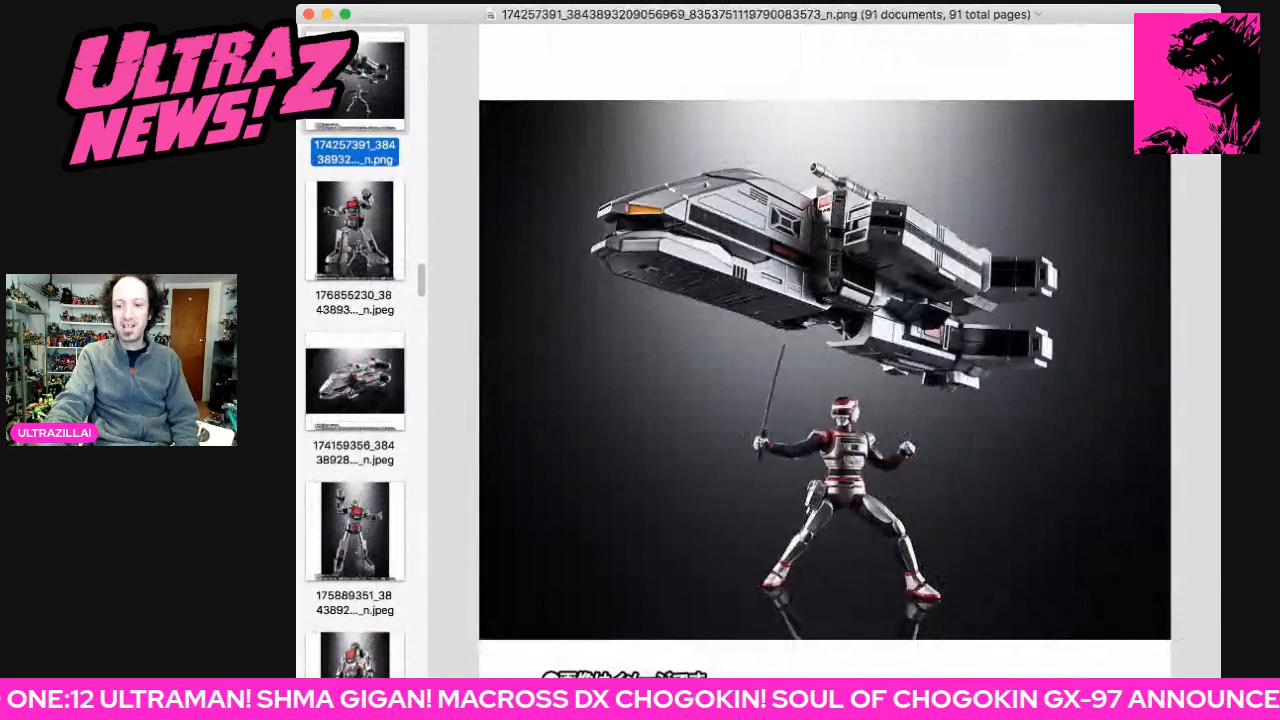 174257391_3843893209056969_8353751119790083573_n.png (91 documents, 91 total pages)
ULTRA Z
NEWS!
174257391_384
38932..._n.png
176855230_38
43893..._n.jpeg
174159356_384
38928..._n.jpeg
175889351_38
43892..._n.jpeg
ULTRAZILLA!
ONE:12 ULTRAMAN! SHMA GIGAN! MACROSS DX CHOGOKIN! SOUL OF CHOGOKIN GX-97 ANNOUNCE